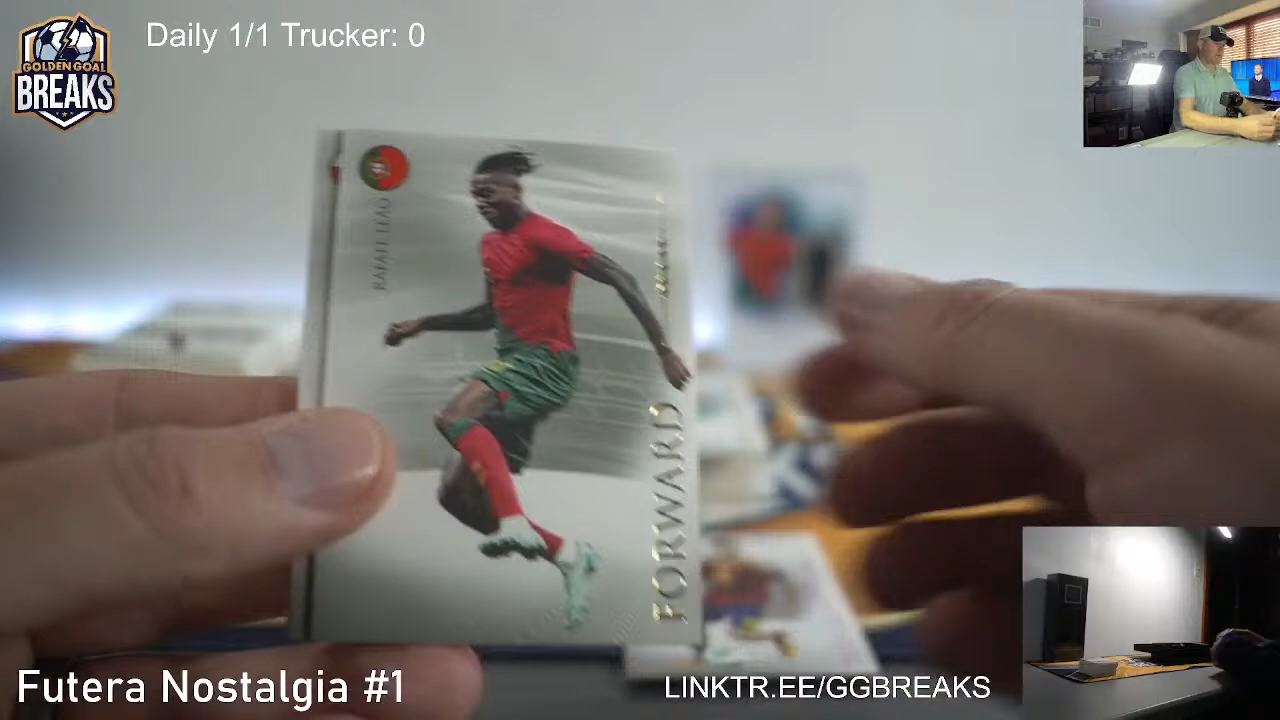 Daily 1/1 Trucker: 0
GOLDEN GOAL
BREAKS
RAFAEL LEÃO
FORWARD
Futera Nostalgia #1
LINKTR.EE/GGBREAKS